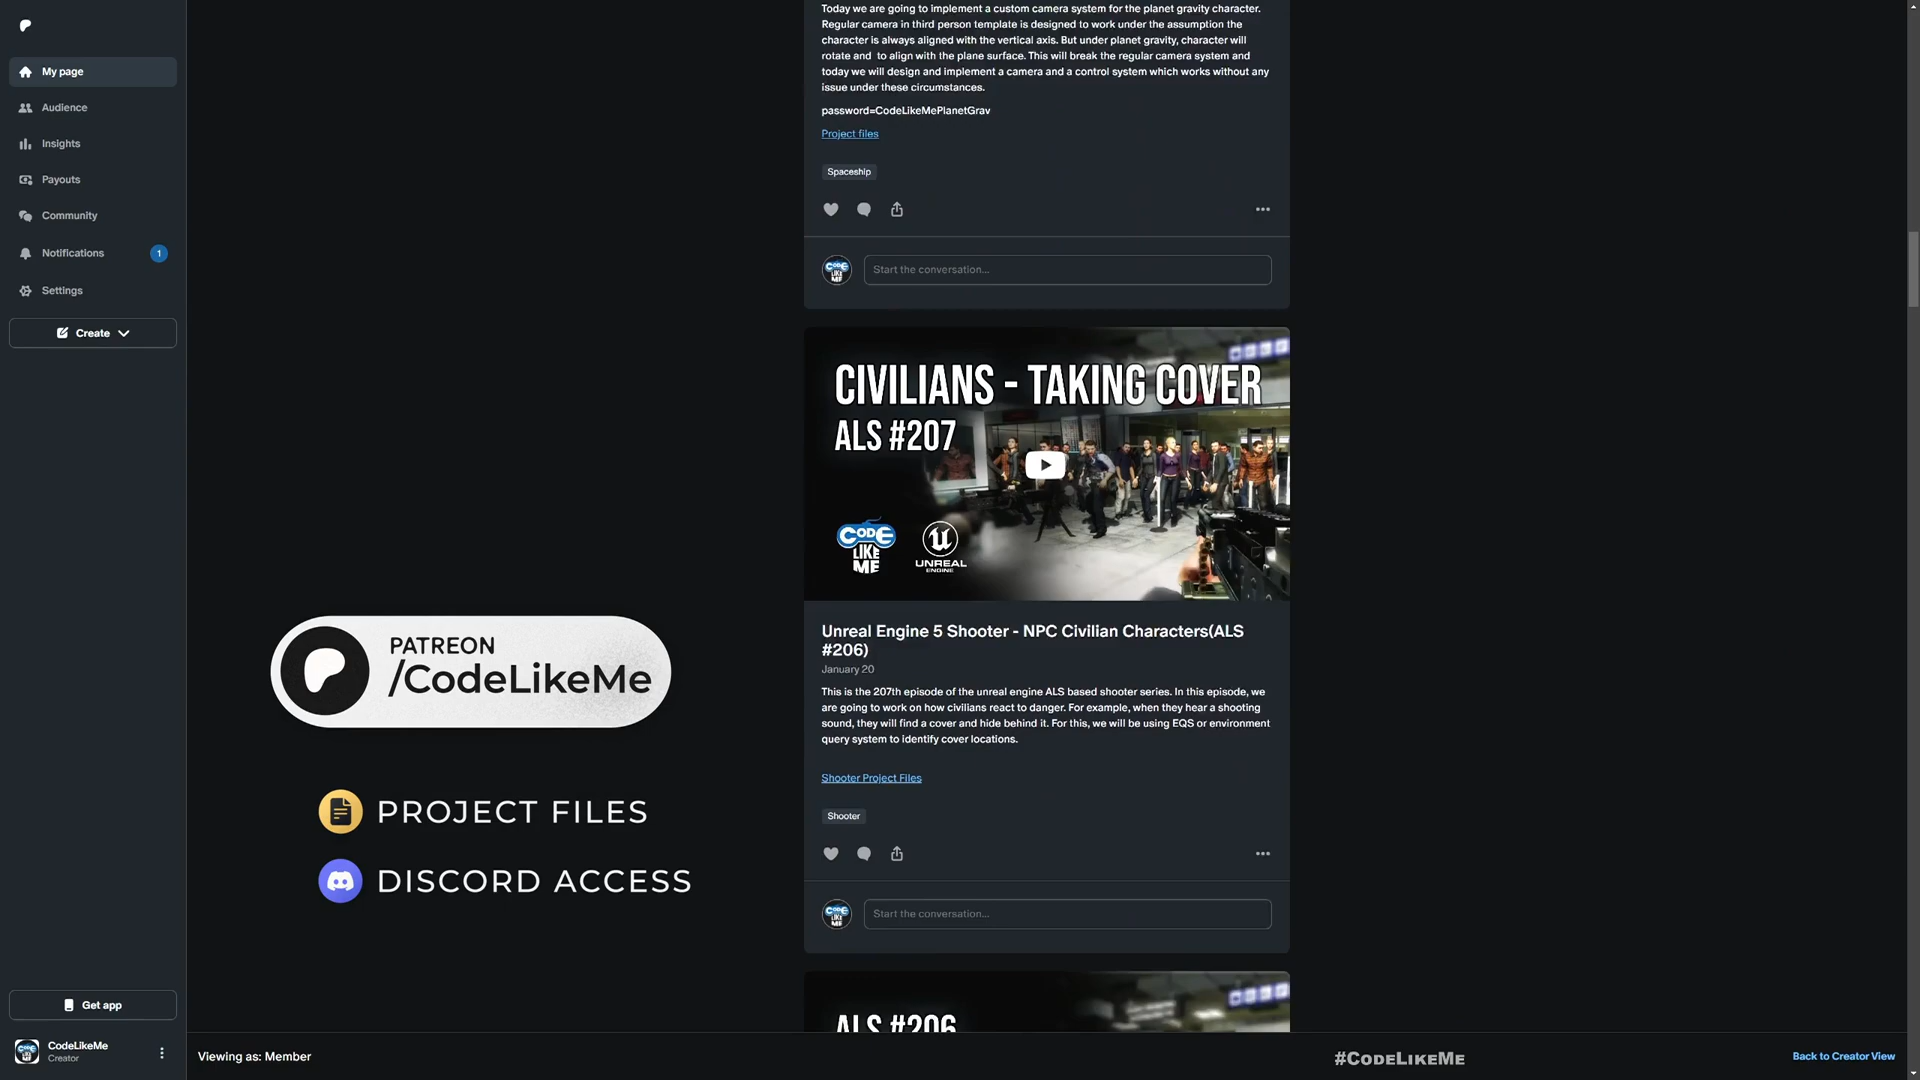 My page
Audience
Insights
Payouts
Community
Notifications
1
Settings
Create
Today we are going to implement a custom camera system for the planet gravity character.
Regular camera in third person template is designed to work under the assumption the
character is always aligned with the vertical axis. But under planet gravity, character will
rotate and  to align with the plane surface. This will break the regular camera system and
today we will design and implement a camera and a control system which works without any
issue under these circumstances.
password=CodeLikeMePlanetGrav
Project files
Spaceship
CODE
LIKE
ME
Start the conversation...
CIVILIANS - TAKING COVER
ALS #207
CODE
LIKE
ME
UNREAL
ENGINE
Unreal Engine 5 Shooter - NPC Civilian Characters(ALS
#206)
January 20
This is the 207th episode of the unreal engine ALS based shooter series. In this episode, we
are going to work on how civilians react to danger. For example, when they hear a shooting
sound, they will find a cover and hide behind it. For this, we will be using EQS or environment
query system to identify cover locations.
Shooter Project Files
Shooter
CODE
LIKE
ME
Start the conversation...
ALS #206
PATREON
/CodeLikeMe
PROJECT FILES
DISCORD ACCESS
Get app
CODE
LIKE
ME
CodeLikeMe
Creator
Viewing as: Member
#CodeLikeMe
Back to Creator View